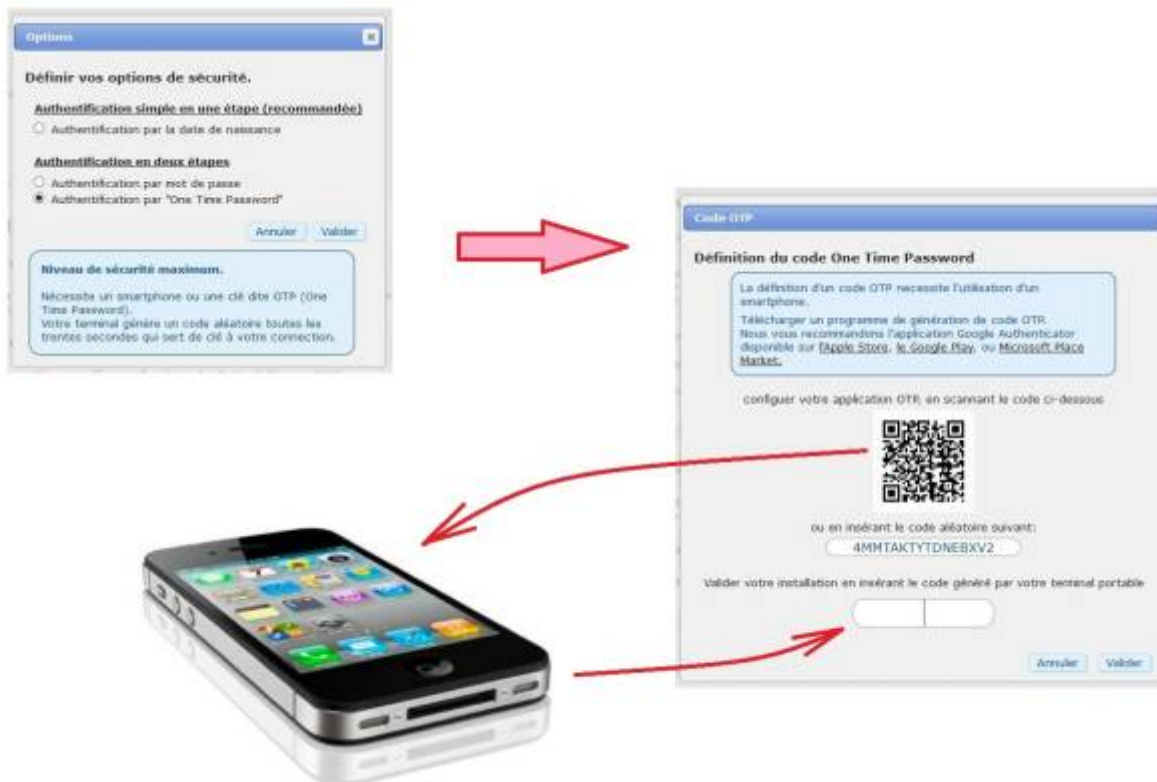 Options
Définir vos options de sécurité.
Authentification simple en une étape (recommandée)
Authentification par la date de naissance
Authentification en deux étapes
Authentification par mot de passe
Authentification par "One Time Password"
Annuler Valider
Niveau de sécurité maximum.
Nécessite un smartphone ou une clé dite OTP (One
Time Password).
Votre terminal génère un code aléatoire toutes les
trentes secondes qui sert de clé à votre connection.
Code OTP
Définition du code One Time Password
La définition d'un code OTP necessite l'utilisation d'un
smartphone.
Télécharger un programme de génération de code OTP.
Nous vous recommandons l'application Google Authenticator
disponible sur l'Apple Store, le Google Play, ou Microsoft Place
Market.
configuer votre application OTP, en scannant le code ci-dessous
ou en insérant le code aléatoire suivant:
4MMTAKTYTDNEBXV2
Valider votre installation en insérant le code généré par votre terminal portable
Annuler Valider